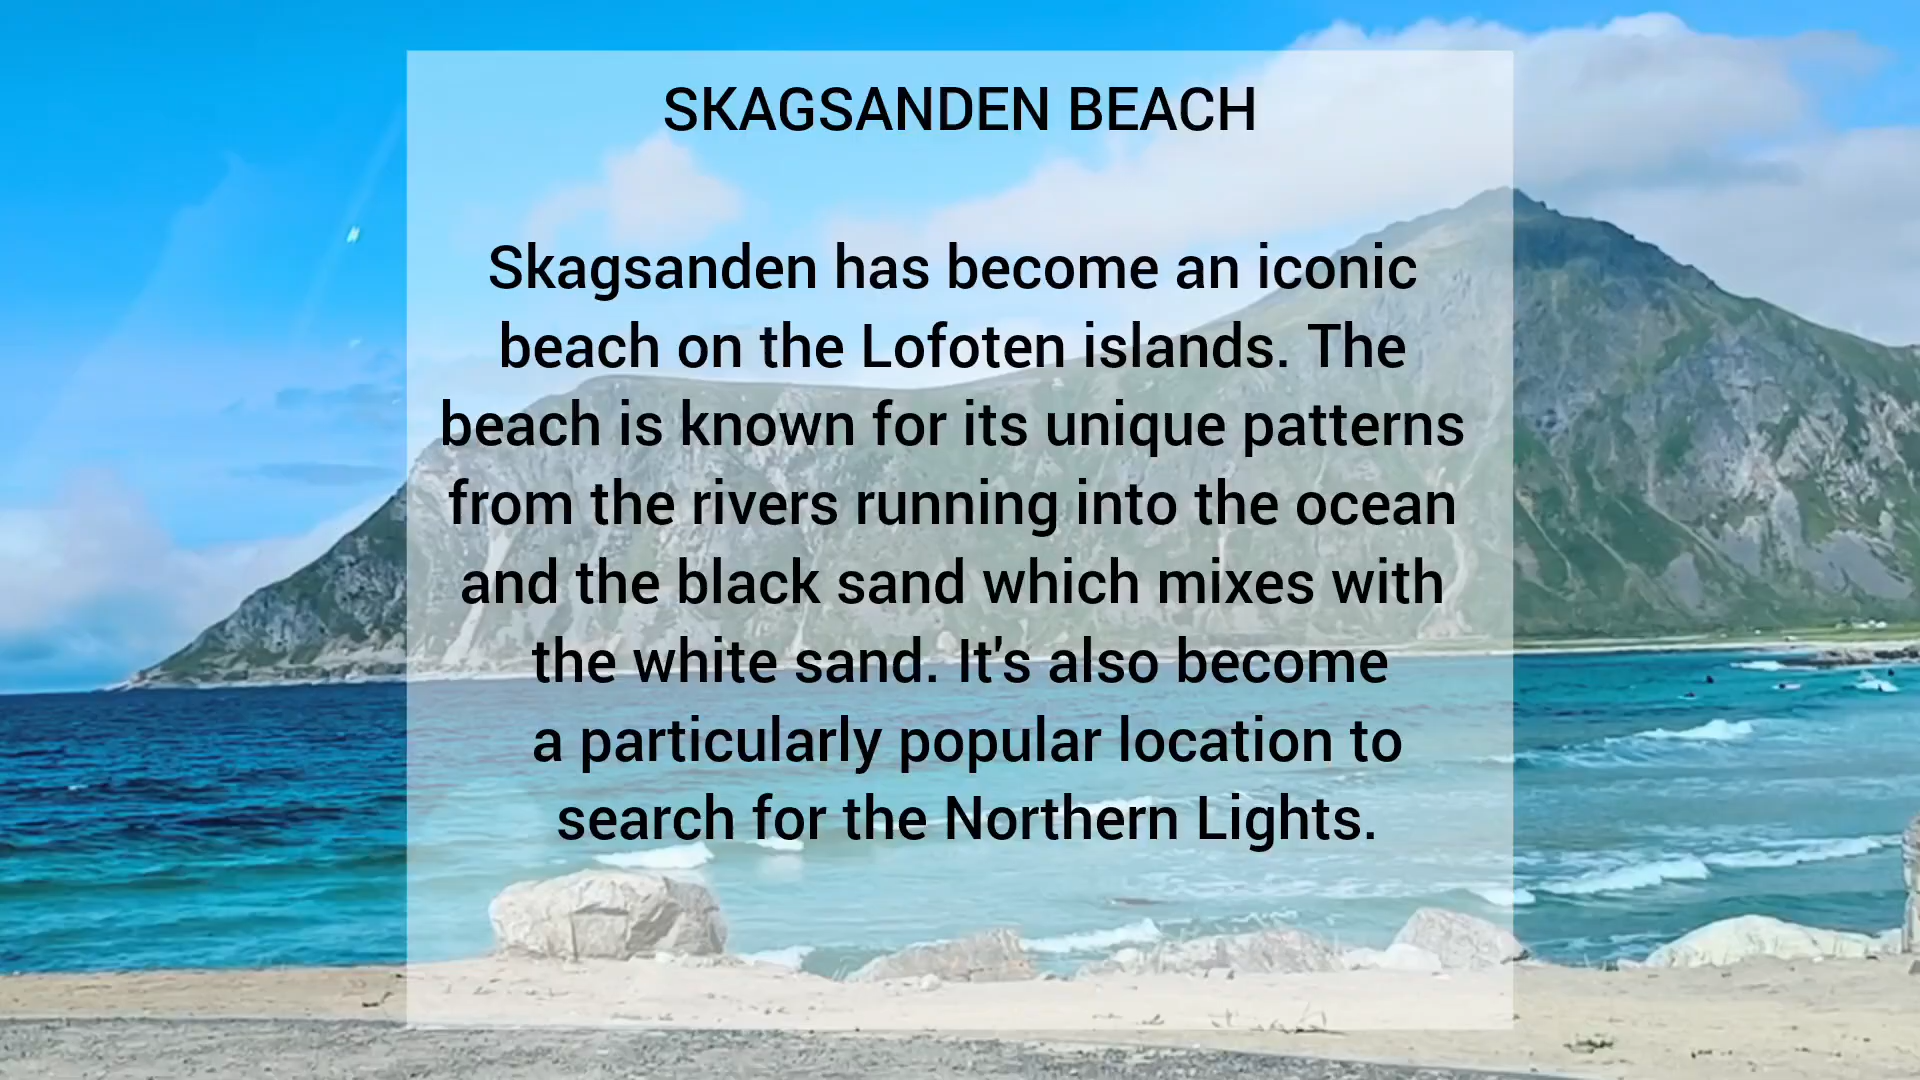 SKAGSANDEN BEACH
Skagsanden has become an iconic
beach on the Lofoten islands. The
beach is known for its unique patterns
from the rivers running into the ocean
and the black sand which mixes with
the white sand. It's also become
a particularly popular location to
search for the Northern Lights.